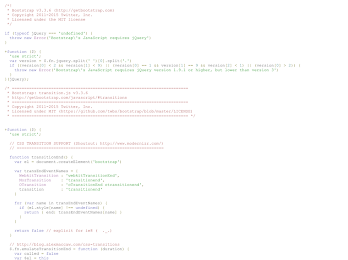 /*!
 * Bootstrap v3.3.6 (http://getbootstrap.com)
 * Copyright 2011-2015 Twitter, Inc.
 * Licensed under the MIT license
 */
if (typeof jQuery === 'undefined') {
  throw new Error('Bootstrap\'s JavaScript requires jQuery')
}
+function ($) {
  'use strict';
  var version = $.fn.jquery.split(' ')[0].split('.')
  if ((version[0] < 2 && version[1] < 9) || (version[0] == 1 && version[1] == 9 && version[2] < 1) || (version[0] > 2)) {
    throw new Error('Bootstrap\'s JavaScript requires jQuery version 1.9.1 or higher, but lower than version 3')
  }
}(jQuery);
/* ========================================================================
 * Bootstrap: transition.js v3.3.6
 * http://getbootstrap.com/javascript/#transitions
 * ========================================================================
 * Copyright 2011-2015 Twitter, Inc.
 * Licensed under MIT (https://github.com/twbs/bootstrap/blob/master/LICENSE)
 * ======================================================================== */
+function ($) {
  'use strict';
  // CSS TRANSITION SUPPORT (Shoutout: http://www.modernizr.com/)
  // ============================================================
  function transitionEnd() {
    var el = document.createElement('bootstrap')
    var transEndEventNames = {
      WebkitTransition : 'webkitTransitionEnd',
      MozTransition    : 'transitionend',
      OTransition      : 'oTransitionEnd otransitionend',
      transition       : 'transitionend'
    }
    for (var name in transEndEventNames) {
      if (el.style[name] !== undefined) {
        return { end: transEndEventNames[name] }
      }
    }
    return false // explicit for ie8 (  ._.)
  }
  // http://blog.alexmaccaw.com/css-transitions
  $.fn.emulateTransitionEnd = function (duration) {
    var called = false
    var $el = this